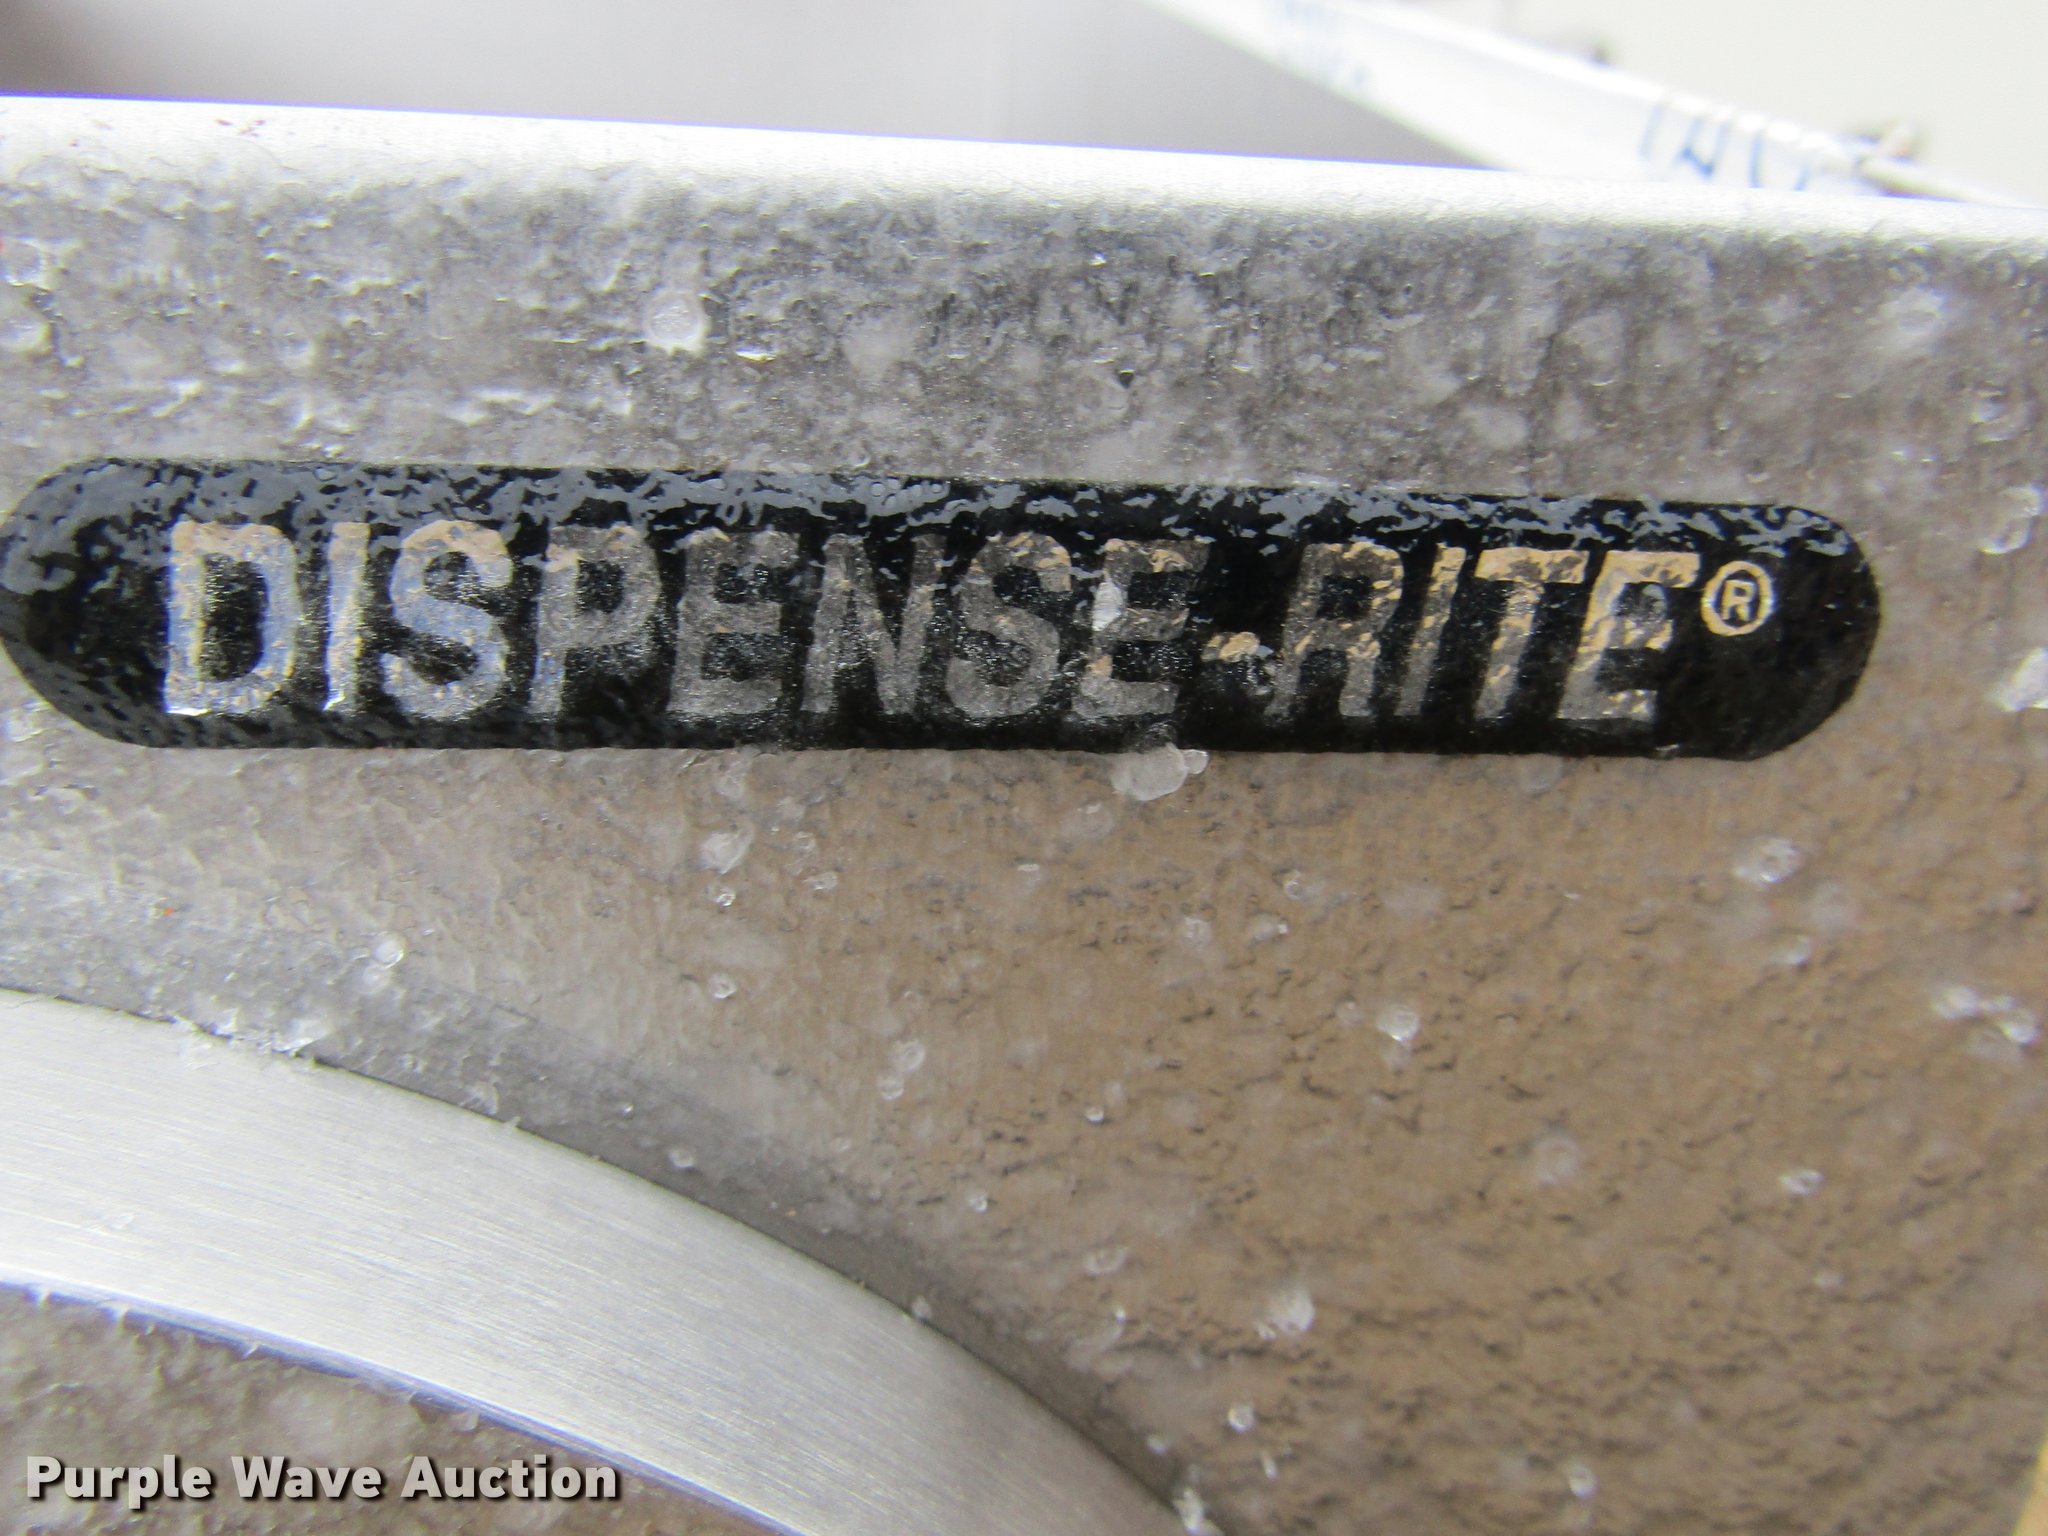 DISPENSE-RITE®
Purple Wave Auction